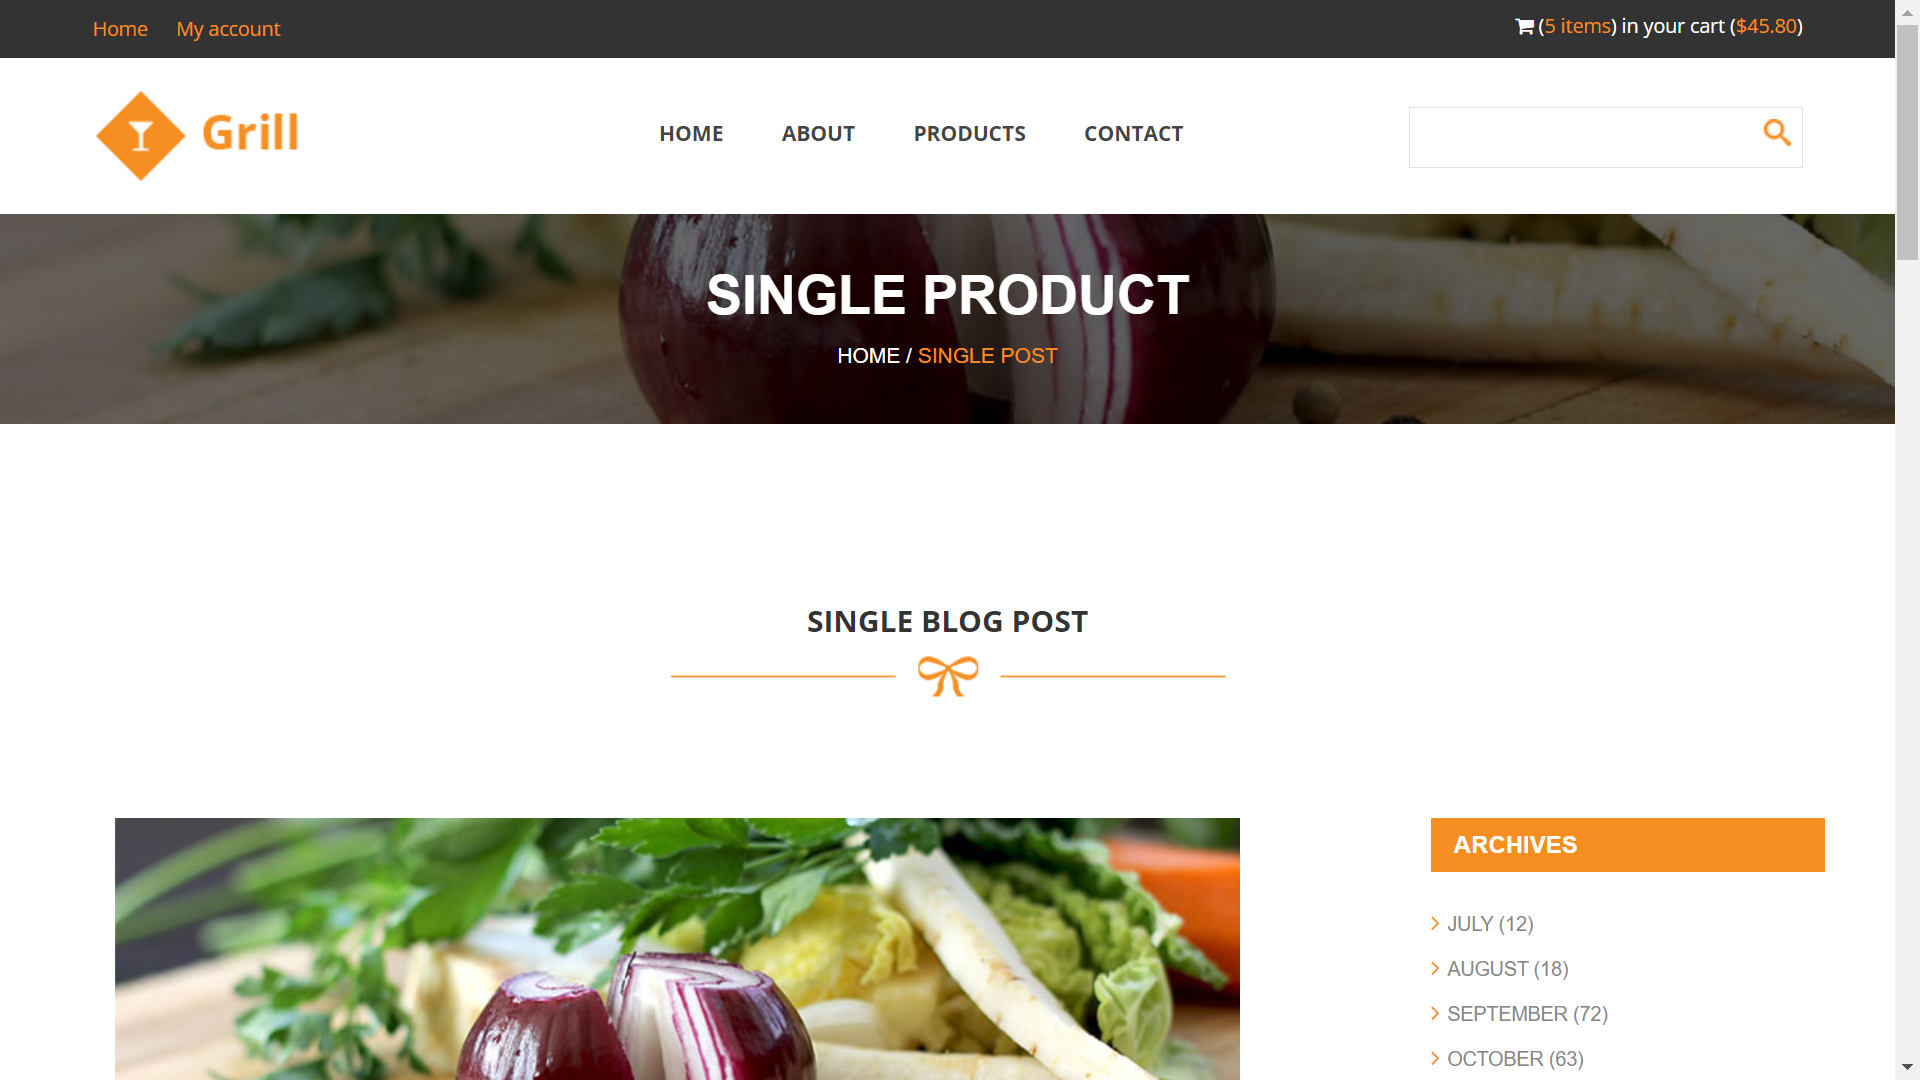 Home My account
(5 items) in your cart ($45.80)
Grill
HOME ABOUT PRODUCTS CONTACT
SINGLE PRODUCT
HOME / SINGLE POST
SINGLE BLOG POST
ARCHIVES
JULY (12)
AUGUST (18)
SEPTEMBER (72)
OCTOBER (63)